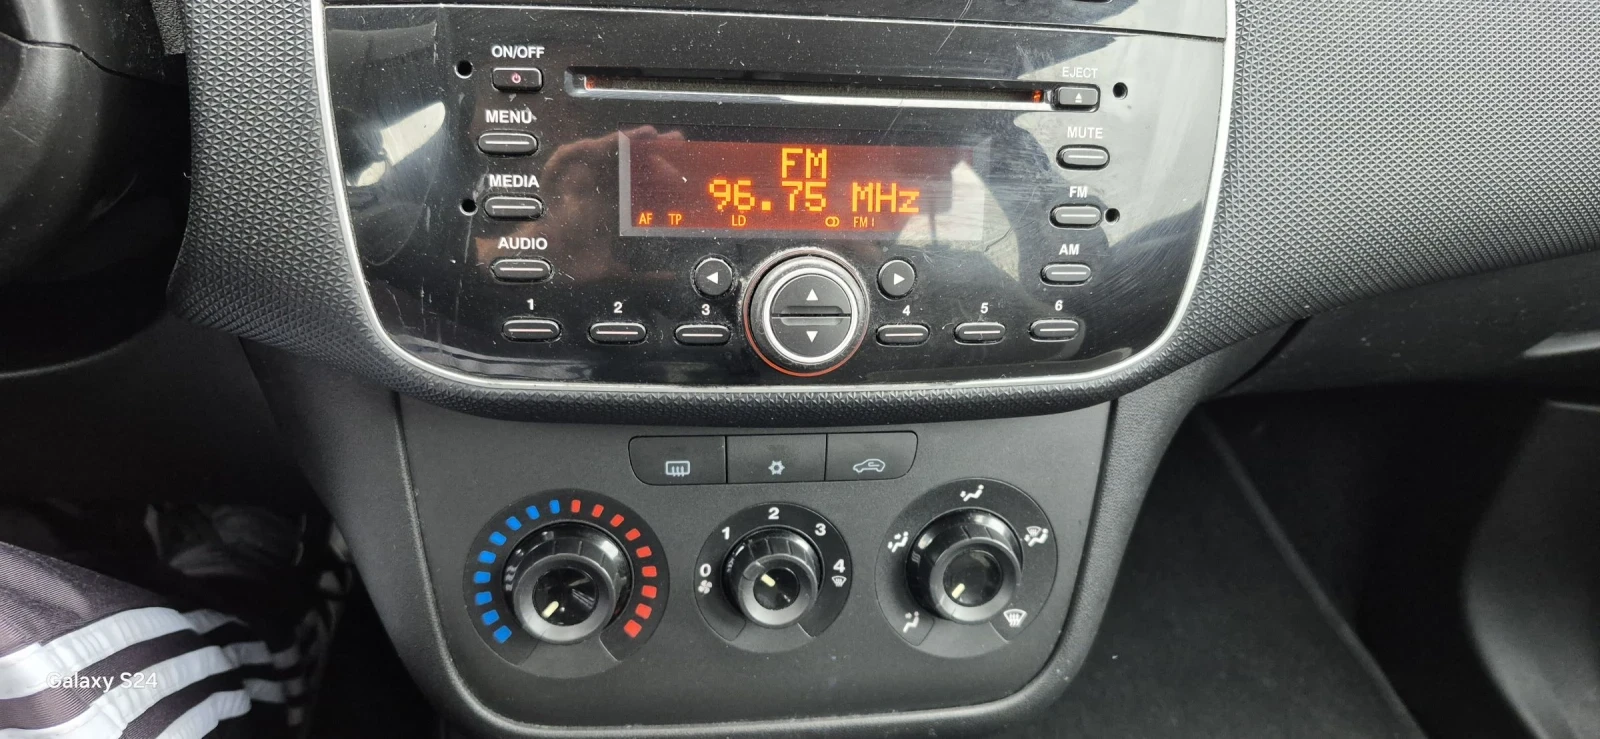 ON/OFF
EJECT
MENU
MUTE
FM
96.75 MHz
AF TP LD FM1
MEDIA
FM
AUDIO
AM
1 2 3 4 5 6
0 1 2 3 4
Galaxy S24